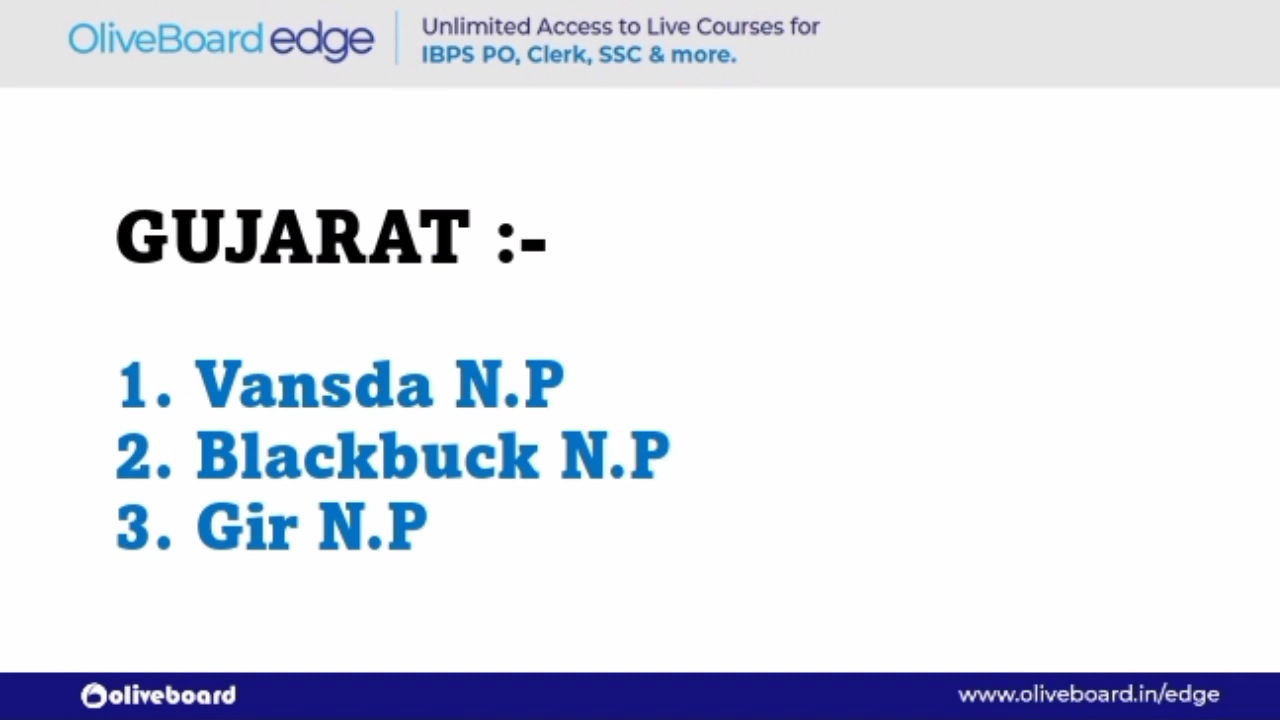 OliveBoard edge
Unlimited Access to Live Courses for
IBPS PO, Clerk, SSC & more.
GUJARAT :-
1. Vansda N.P
2. Blackbuck N.P
3. Gir N.P
oliveboard
www.oliveboard.in/edge